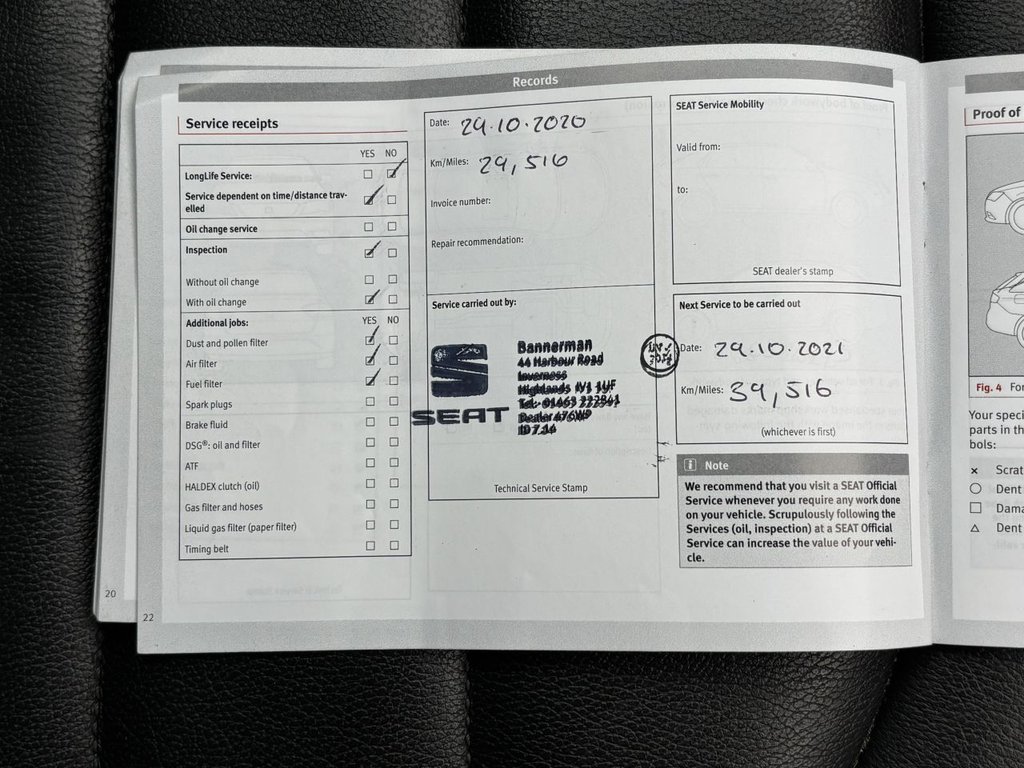 Records
Service receipts
YES NO
LongLife Service:
Service dependent on time/distance trav-
elled
Oil change service
Inspection
Without oil change
With oil change
Additional jobs: YES NO
Dust and pollen filter
Air filter
Fuel filter
Spark plugs
Brake fluid
DSG®: oil and filter
ATF
HALDEX clutch (oil)
Gas filter and hoses
Liquid gas filter (paper filter)
Timing belt
20
22
Date: 29.10.2020
Km/Miles: 29,516
Invoice number:
Repair recommendation:
Service carried out by:
SEAT
Bannerman
44 Harbour Road
Inverness
Highlands IV1 1UF
Tel:
Dealer
Technical Service Stamp
SEAT Service Mobility
Valid from:
to:
SEAT dealer's stamp
Next Service to be carried out
Date: 29.10.2021
Km/Miles: 39,516
(whichever is first)
i Note
We recommend that you visit a SEAT Official
Service whenever you require any work done
on your vehicle. Scrupulously following the
Services (oil, inspection) at a SEAT Official
Service can increase the value of your vehi-
cle.
Proof of
Fig. 4 For
Your speci
parts in th
bols:
× Scrat
○ Dent
□ Dama
△ Dent